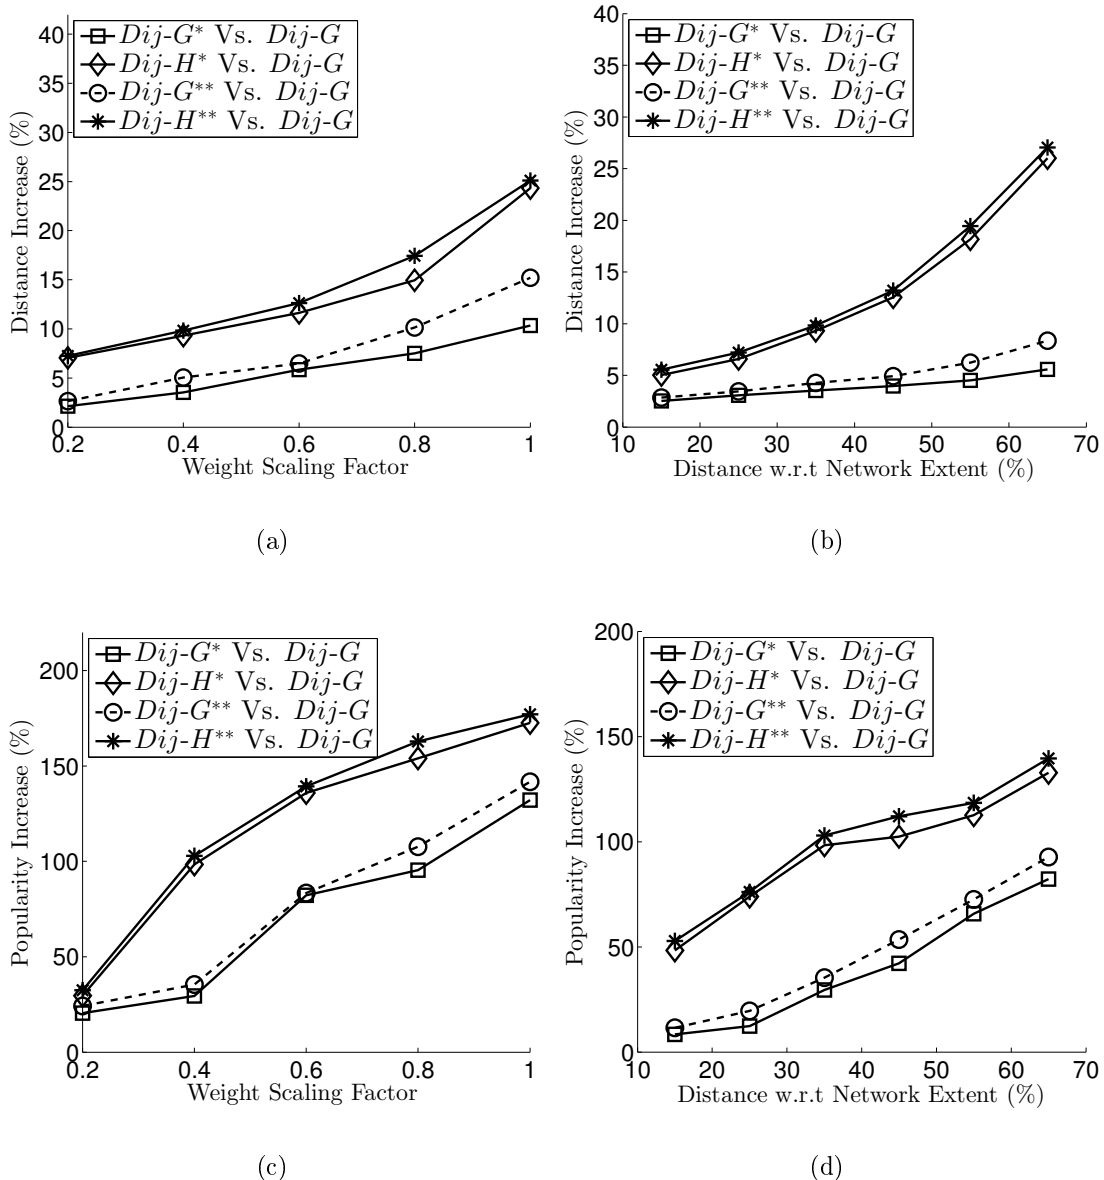 Distance Increase (%)
40
35
30
25
20
15
10
5
0
0.2
0.4
0.6
0.8
1
Weight Scaling Factor
Dij-G* Vs. Dij-G
Dij-H* Vs. Dij-G
Dij-G** Vs. Dij-G
Dij-H** Vs. Dij-G
(a)
Distance Increase (%)
40
35
30
25
20
15
10
5
0
10
20
30
40
50
60
70
Distance w.r.t Network Extent (%)
Dij-G* Vs. Dij-G
Dij-H* Vs. Dij-G
Dij-G** Vs. Dij-G
Dij-H** Vs. Dij-G
(b)
Popularity Increase (%)
200
150
100
50
0
0.2
0.4
0.6
0.8
1
Weight Scaling Factor
Dij-G* Vs. Dij-G
Dij-H* Vs. Dij-G
Dij-G** Vs. Dij-G
Dij-H** Vs. Dij-G
(c)
Popularity Increase (%)
200
150
100
50
0
10
20
30
40
50
60
70
Distance w.r.t Network Extent (%)
Dij-G* Vs. Dij-G
Dij-H* Vs. Dij-G
Dij-G** Vs. Dij-G
Dij-H** Vs. Dij-G
(d)